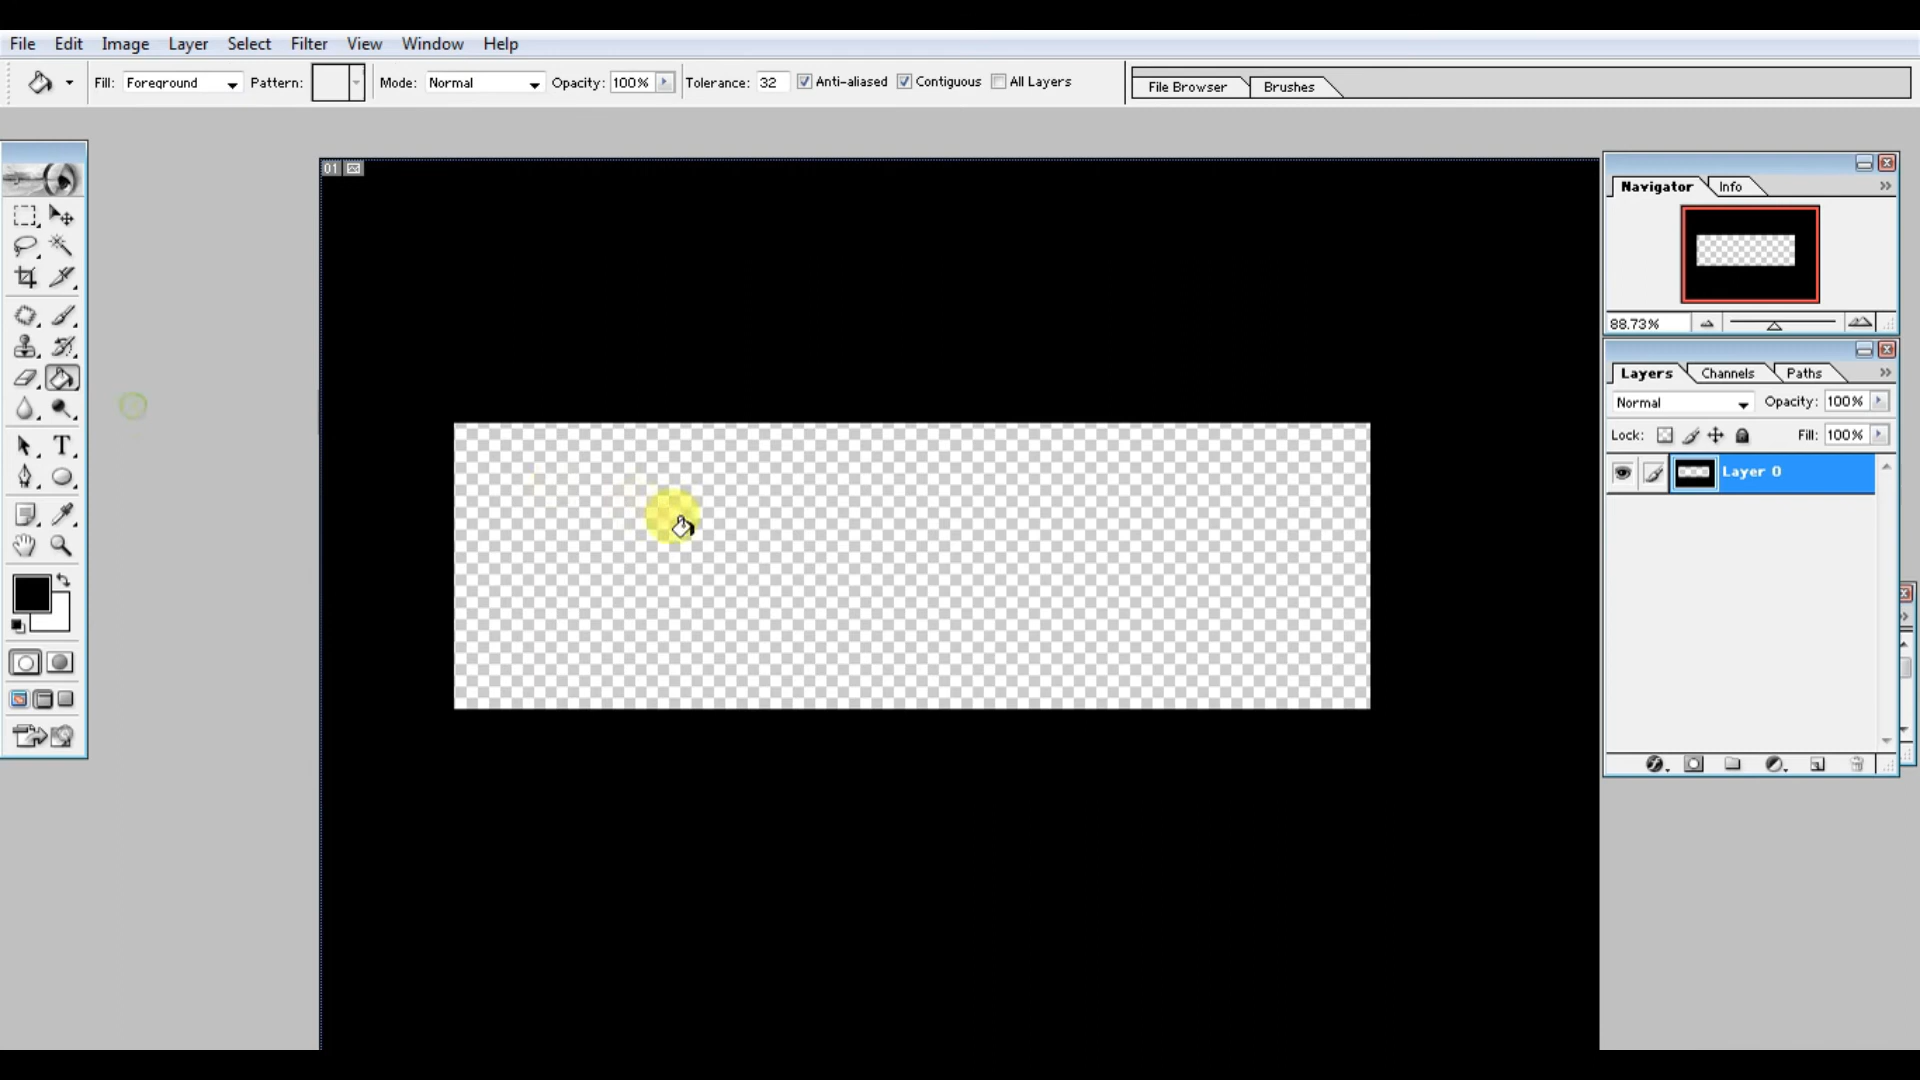 File Edit Image Layer Select Filter View Window Help
Fill: Foreground Pattern: Mode: Normal Opacity: 100% Tolerance: 32 Anti-aliased Contiguous All Layers File Browser Brushes
01
Navigator Info
88.73%
Layers Channels Paths
Normal Opacity: 100%
Lock: Fill: 100%
Layer 0
T